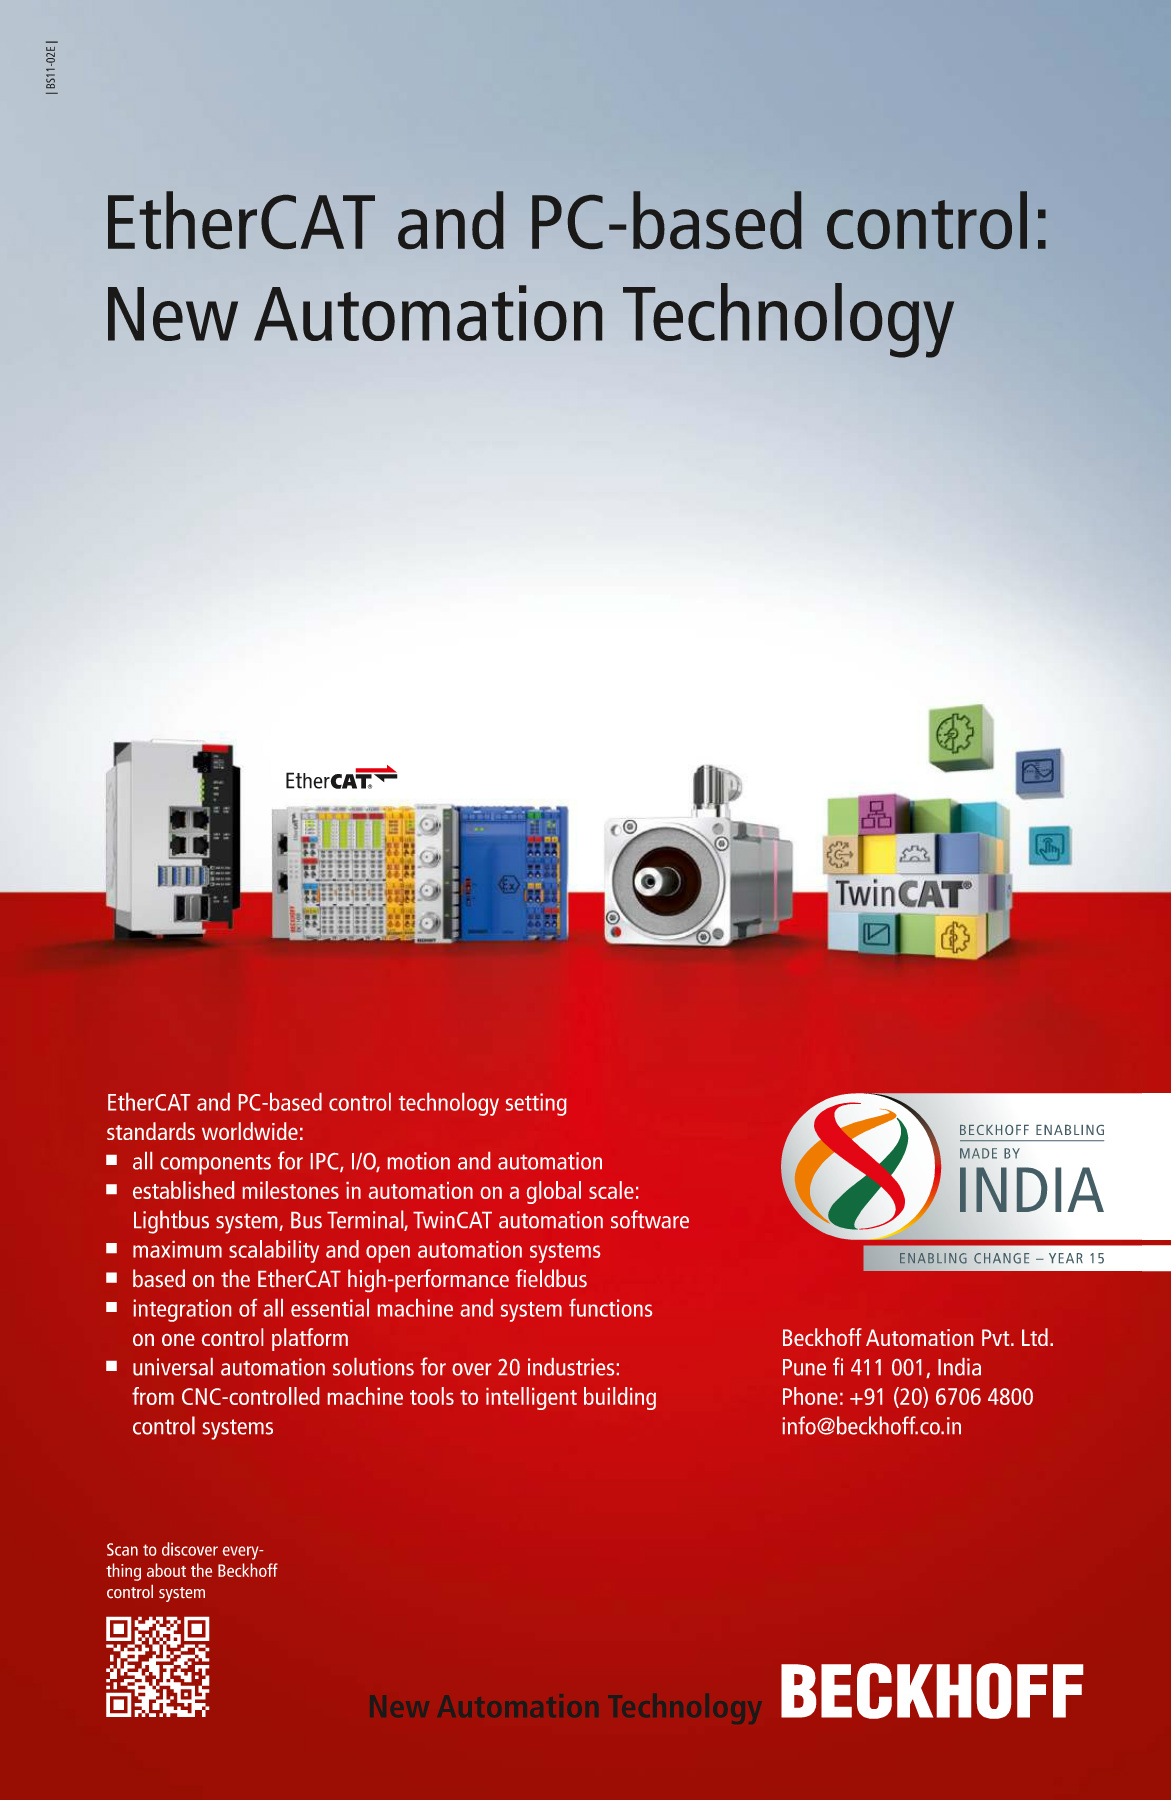 | BS11-02E |
EtherCAT and PC-based control:
New Automation Technology
EtherCAT®
Ex
BECKHOFF
BECKHOFF
TwinCAT®
EtherCAT and PC-based control technology setting
standards worldwide:
■ all components for IPC, I/O, motion and automation
■ established milestones in automation on a global scale:
Lightbus system, Bus Terminal, TwinCAT automation software
■ maximum scalability and open automation systems
■ based on the EtherCAT high-performance fieldbus
■ integration of all essential machine and system functions
on one control platform
■ universal automation solutions for over 20 industries:
from CNC-controlled machine tools to intelligent building
control systems
BECKHOFF ENABLING
MADE BY
INDIA
ENABLING CHANGE – YEAR 15
Beckhoff Automation Pvt. Ltd.
Pune fi 411 001, India
Phone: +91 (20) 6706 4800
info@beckhoff.co.in
Scan to discover every-
thing about the Beckhoff
control system
New Automation Technology BECKHOFF